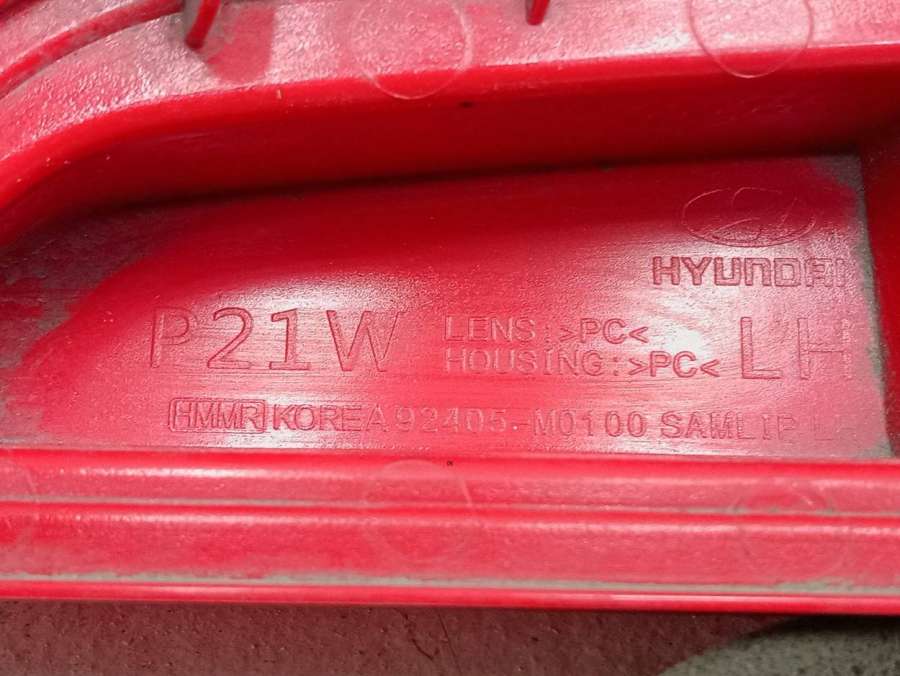 HYUNDAI
P21W
LENS:>PC<
HOUSING:>PC<
LH
HMMR KOREA 92405-M0100 SAMLIP